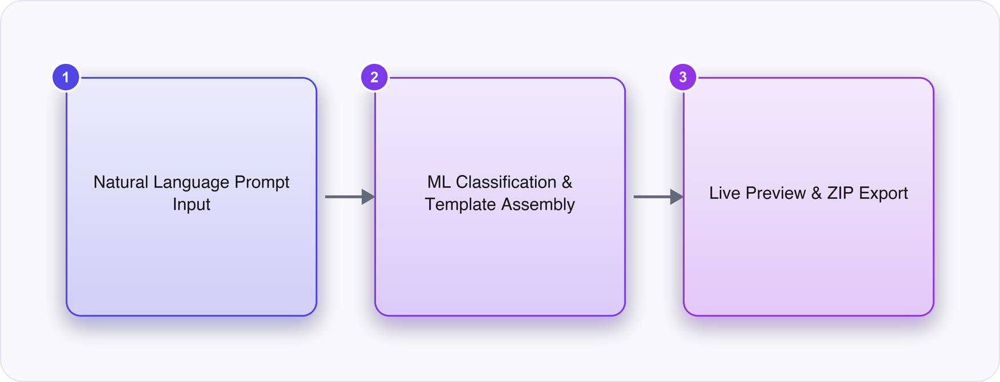 1
Natural Language Prompt
Input
2
ML Classification &
Template Assembly
3
Live Preview & ZIP Export